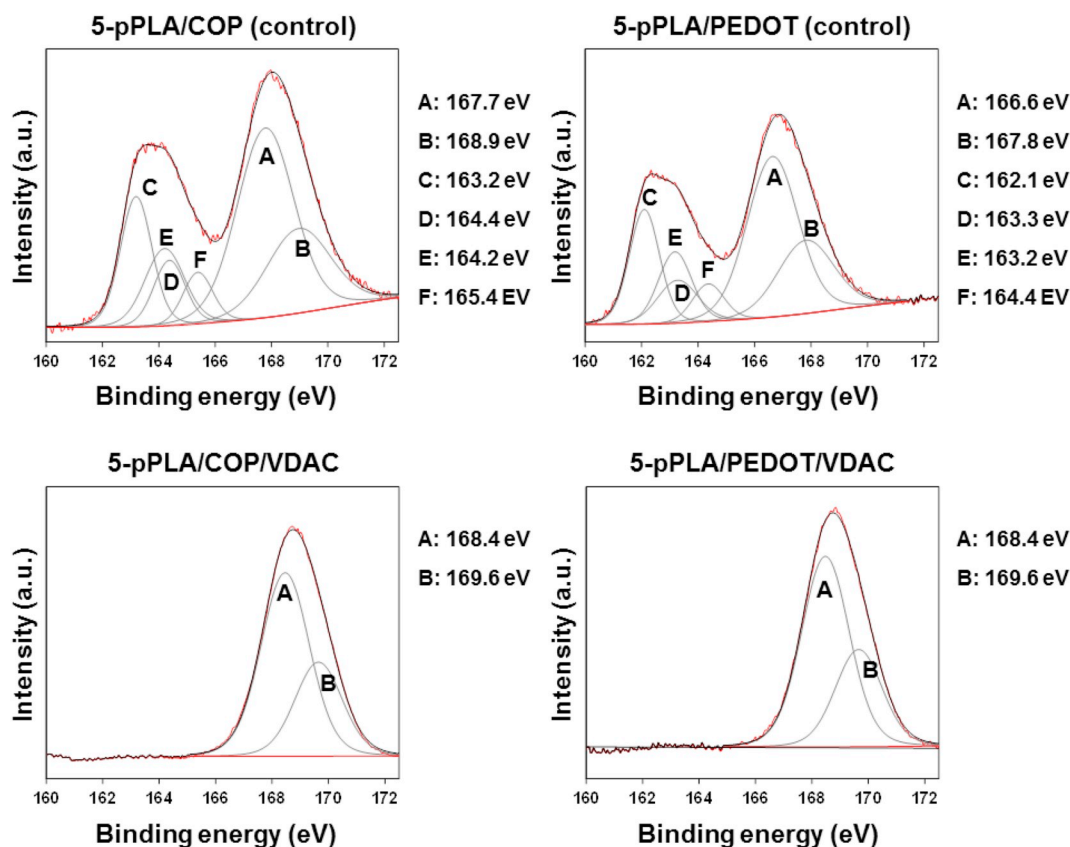 5-pPLA/COP (control)
Intensity (a.u.)
A
B
C
D
E
F
160 162 164 166 168 170 172
Binding energy (eV)
A: 167.7 eV
B: 168.9 eV
C: 163.2 eV
D: 164.4 eV
E: 164.2 eV
F: 165.4 EV
5-pPLA/PEDOT (control)
Intensity (a.u.)
A
B
C
D
E
F
160 162 164 166 168 170 172
Binding energy (eV)
A: 166.6 eV
B: 167.8 eV
C: 162.1 eV
D: 163.3 eV
E: 163.2 eV
F: 164.4 EV
5-pPLA/COP/VDAC
Intensity (a.u.)
A
B
160 162 164 166 168 170 172
Binding energy (eV)
A: 168.4 eV
B: 169.6 eV
5-pPLA/PEDOT/VDAC
Intensity (a.u.)
A
B
160 162 164 166 168 170 172
Binding energy (eV)
A: 168.4 eV
B: 169.6 eV